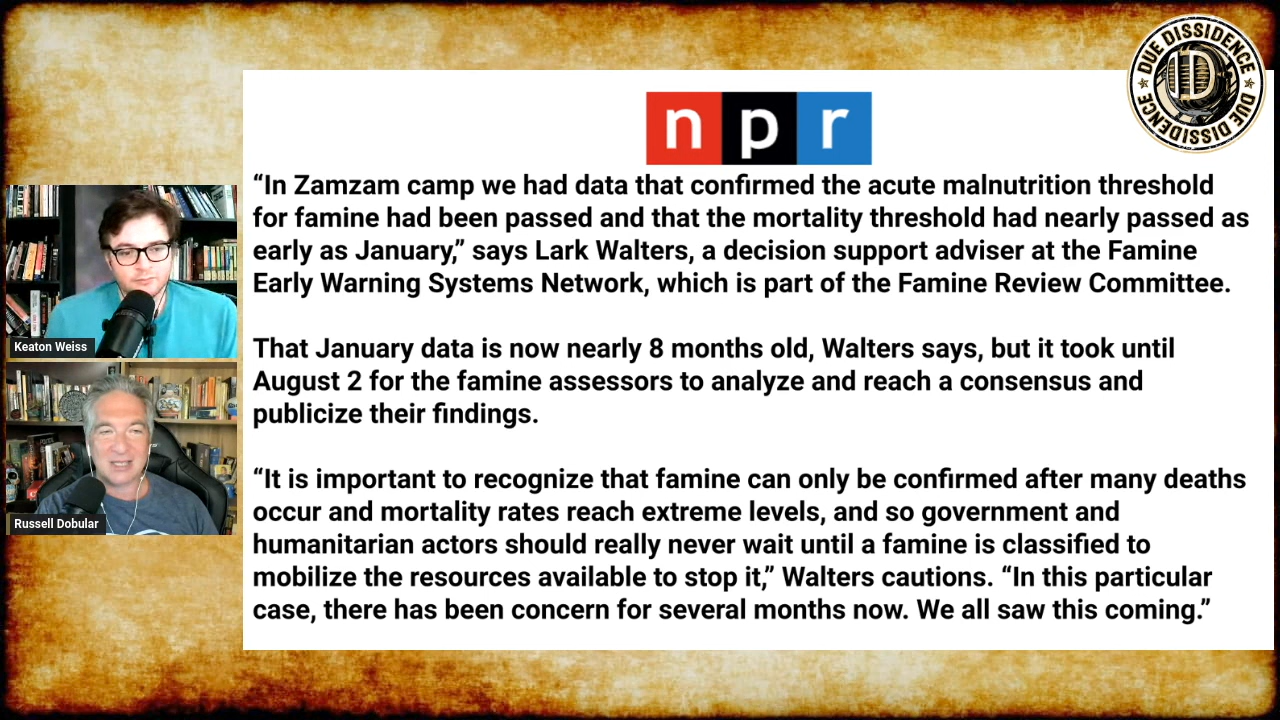 DUE DISSIDENCE
DUE DISSIDENCE
npr
“In Zamzam camp we had data that confirmed the acute malnutrition threshold
for famine had been passed and that the mortality threshold had nearly passed as
early as January,” says Lark Walters, a decision support adviser at the Famine
Early Warning Systems Network, which is part of the Famine Review Committee.
That January data is now nearly 8 months old, Walters says, but it took until
August 2 for the famine assessors to analyze and reach a consensus and
publicize their findings.
“It is important to recognize that famine can only be confirmed after many deaths
occur and mortality rates reach extreme levels, and so government and
humanitarian actors should really never wait until a famine is classified to
mobilize the resources available to stop it,” Walters cautions. “In this particular
case, there has been concern for several months now. We all saw this coming.”
Keaton Weiss
Russell Dobular